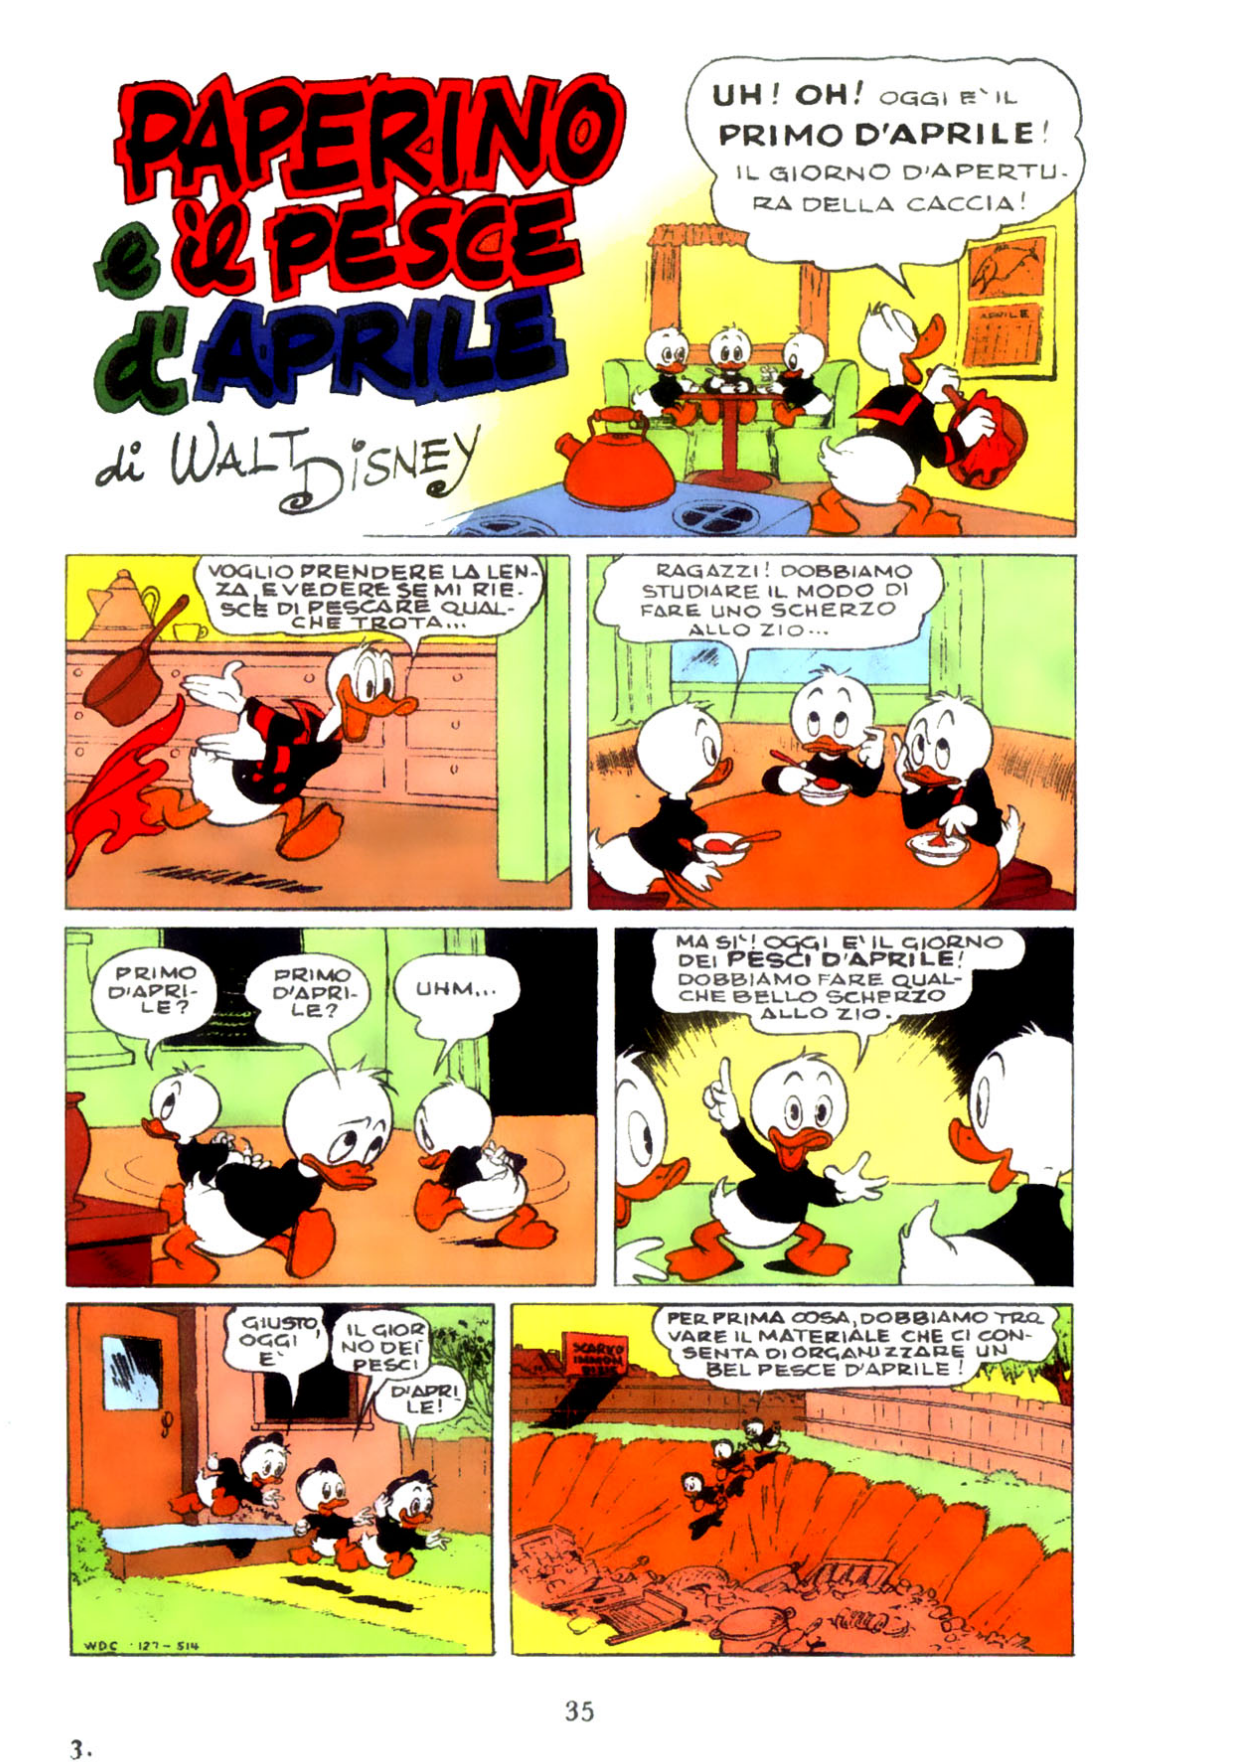 PAPERINO
e il PESCE
d'APRILE
di WALT DISNEY
UH! OH! OGGI E` IL
PRIMO D'APRILE!
IL GIORNO D'APERTU-
RA DELLA CACCIA!
APRILE
VOGLIO PRENDERE LA LEN-
ZA, E VEDERE SE MI RIE-
SCE DI PESCARE QUAL-
CHE TROTA...
RAGAZZI! DOBBIAMO
STUDIARE IL MODO DI
FARE UNO SCHERZO
ALLO ZIO...
PRIMO
D'APRI-
LE?
PRIMO
D'APRI-
LE?
UHM...
MA SI`! OGGI E` IL GIORNO
DEI PESCI D'APRILE!
DOBBIAMO FARE QUAL-
CHE BELLO SCHERZO
ALLO ZIO.
GIUSTO,
OGGI
E`
IL GIOR
NO DEI
PESCI
D'APRI-
LE!
WDC · 127-514
PER PRIMA COSA, DOBBIAMO TRO
VARE IL MATERIALE CHE CI CON-
SENTA DI ORGANIZZARE UN
BEL PESCE D'APRILE!
SCARICO
IMMON
35
3.